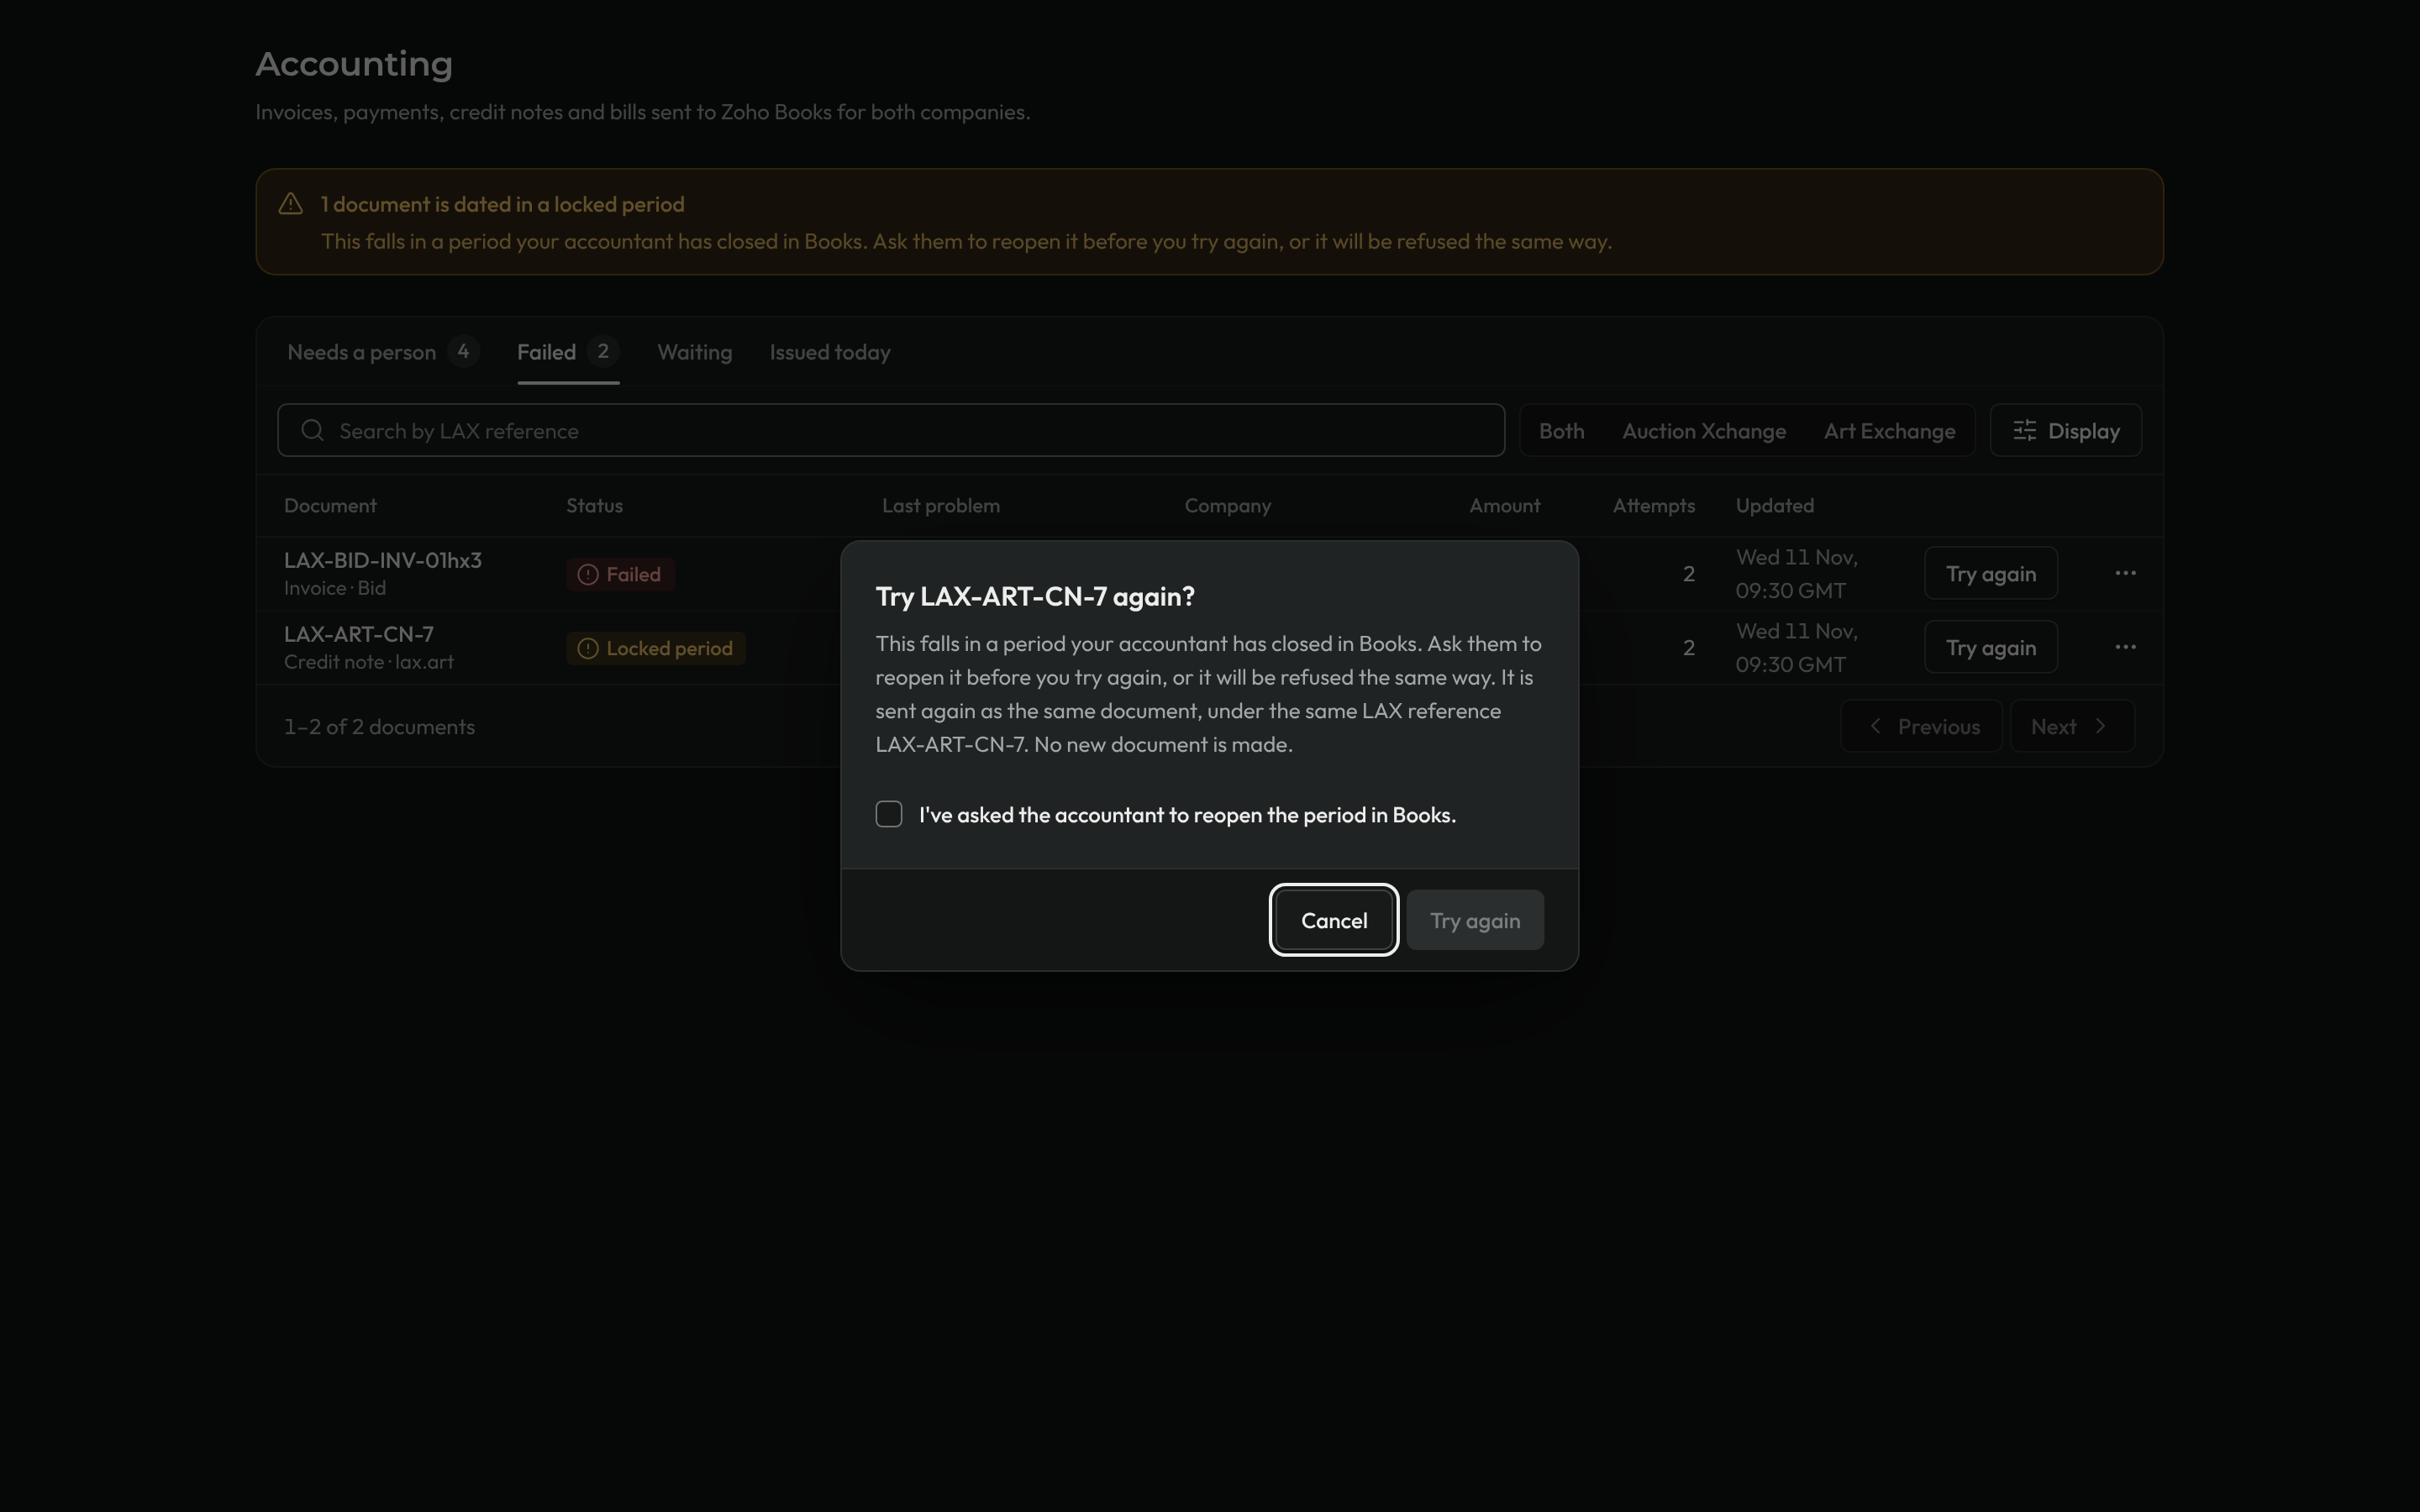 Accounting
Invoices, payments, credit notes and bills sent to Zoho Books for both companies.
1 document is dated in a locked period
This falls in a period your accountant has closed in Books. Ask them to reopen it before you try again, or it will be refused the same way.
Needs a person 4 Failed 2 Waiting Issued today
Search by LAX reference Both Auction Xchange Art Exchange Display
Document Status Last problem Company Amount Attempts Updated
LAX-BID-INV-01hx3
Invoice · Bid
Failed
2
Wed 11 Nov,
09:30 GMT
Try again
LAX-ART-CN-7
Credit note · lax.art
Locked period
2
Wed 11 Nov,
09:30 GMT
Try again
1–2 of 2 documents
Previous Next
Try LAX-ART-CN-7 again?
This falls in a period your accountant has closed in Books. Ask them to
reopen it before you try again, or it will be refused the same way. It is
sent again as the same document, under the same LAX reference
LAX-ART-CN-7. No new document is made.
I've asked the accountant to reopen the period in Books.
Cancel Try again